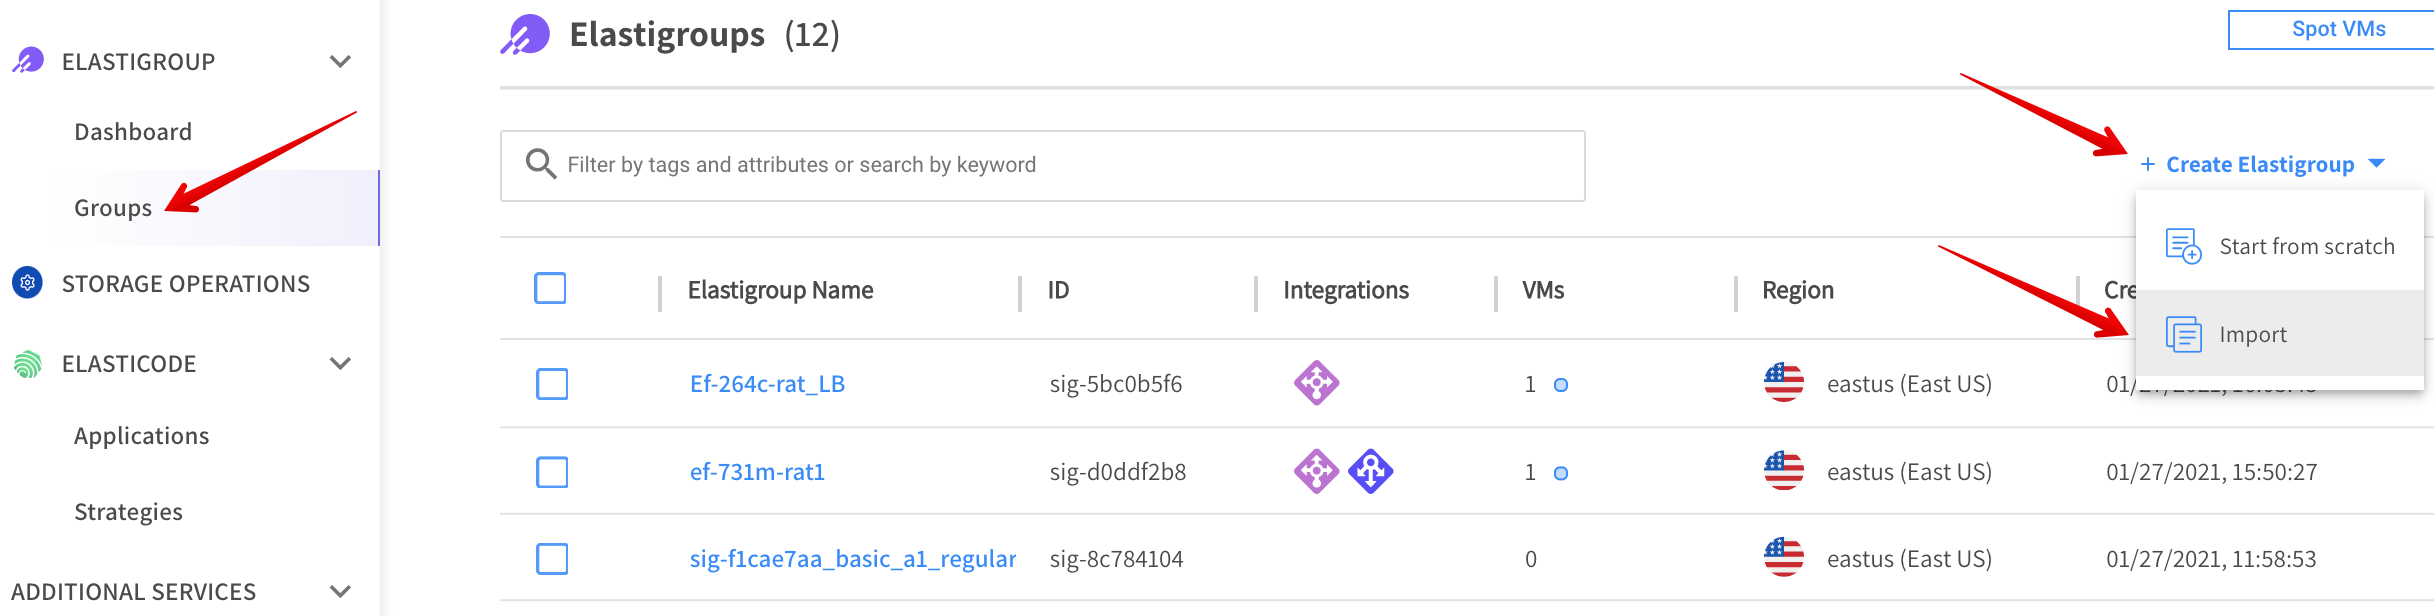 ELASTIGROUP
Dashboard
Groups
STORAGE OPERATIONS
ELASTICODE
Applications
Strategies
ADDITIONAL SERVICES
Elastigroups (12)
Spot VMs
Filter by tags and attributes or search by keyword
+ Create Elastigroup
Start from scratch
Import
Elastigroup Name ID Integrations VMs Region Cre
Ef-264c-rat_LB sig-5bc0b5f6 1 eastus (East US)
ef-731m-rat1 sig-d0ddf2b8 1 eastus (East US) 01/27/2021, 15:50:27
sig-f1cae7aa_basic_a1_regular sig-8c784104 0 eastus (East US) 01/27/2021, 11:58:53